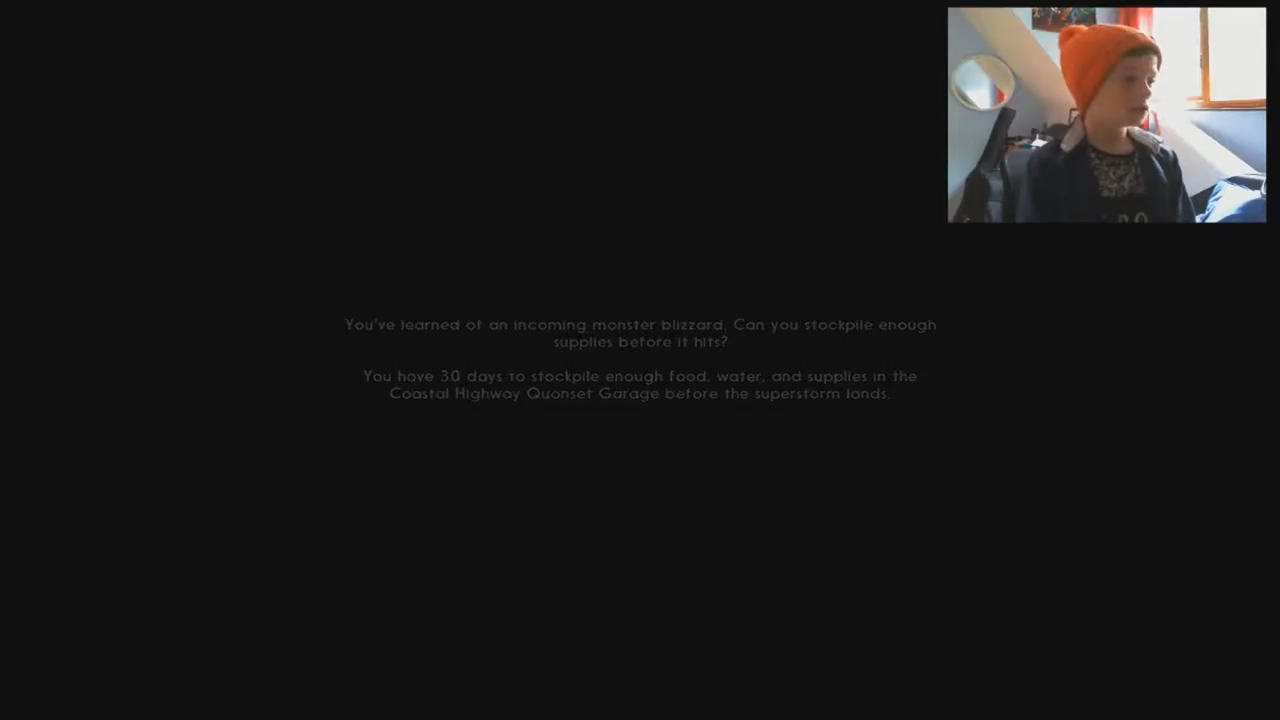 You've learned of an incoming monster blizzard. Can you stockpile enough
supplies before it hits?
You have 30 days to stockpile enough food, water, and supplies in the
Coastal Highway Quonset Garage before the superstorm lands.